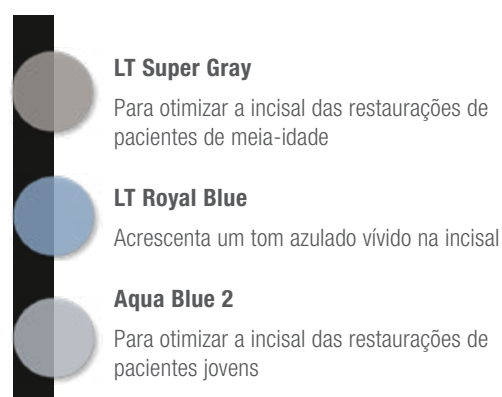 LT Super Gray
Para otimizar a incisal das restaurações de
pacientes de meia-idade
LT Royal Blue
Acrescenta um tom azulado vívido na incisal
Aqua Blue 2
Para otimizar a incisal das restaurações de
pacientes jovens